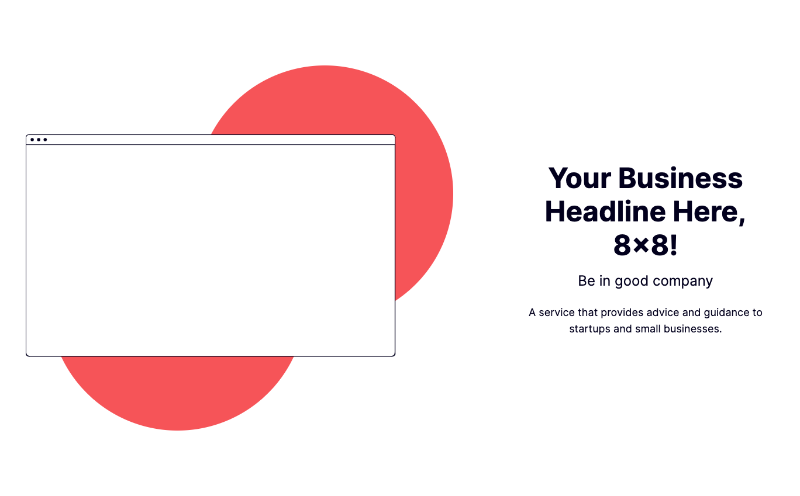 Your Business
Headline Here,
8×8!
Be in good company
A service that provides advice and guidance to
startups and small businesses.